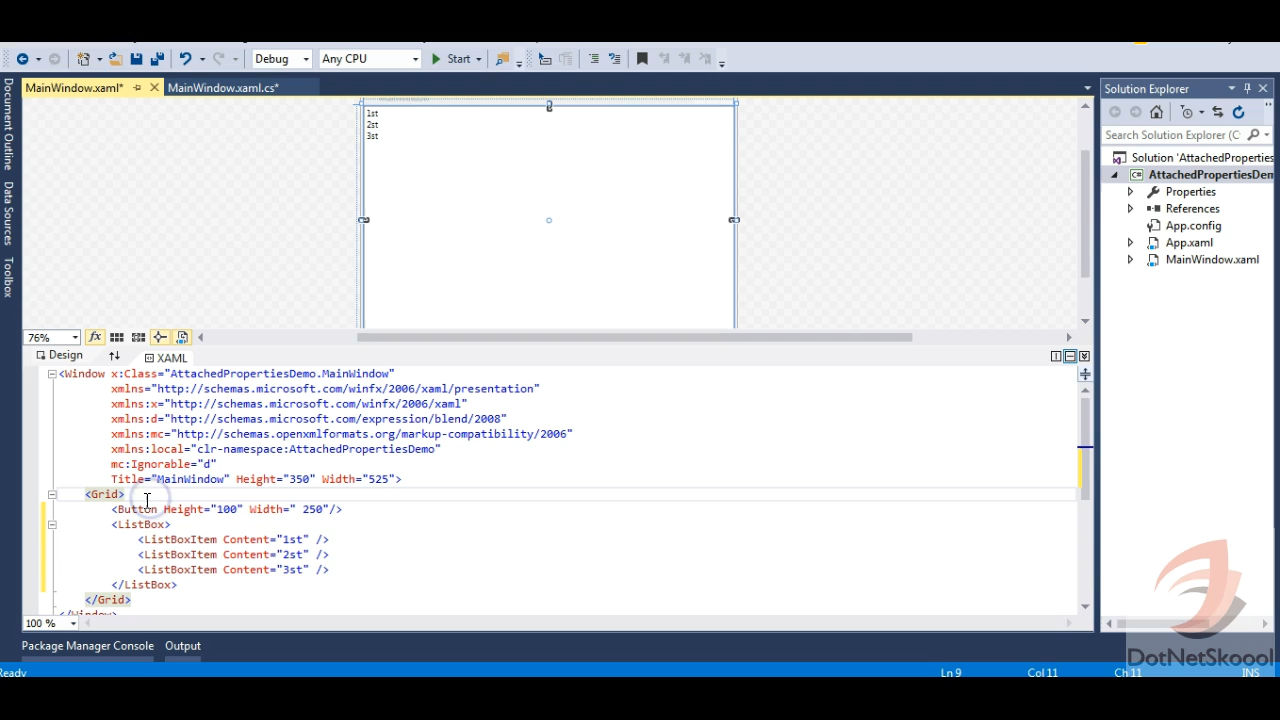 Debug
Any CPU
Start
MainWindow.xaml*
MainWindow.xaml.cs*
Document Outline
Data Sources
Toolbox
1st
2st
3st
76%
Design
XAML
<Window x:Class="AttachedPropertiesDemo.MainWindow"
xmlns="http://schemas.microsoft.com/winfx/2006/xaml/presentation"
xmlns:x="http://schemas.microsoft.com/winfx/2006/xaml"
xmlns:d="http://schemas.microsoft.com/expression/blend/2008"
xmlns:mc="http://schemas.openxmlformats.org/markup-compatibility/2006"
xmlns:local="clr-namespace:AttachedPropertiesDemo"
mc:Ignorable="d"
Title="MainWindow" Height="350" Width="525">
<Grid>
<Button Height="100" Width=" 250"/>
<ListBox>
<ListBoxItem Content="1st" />
<ListBoxItem Content="2st" />
<ListBoxItem Content="3st" />
</ListBox>
</Grid>
</Window>
100 %
Package Manager Console
Output
Ready
Ln 9
Col 11
Ch 11
INS
Solution Explorer
Search Solution Explorer (C
Solution 'AttachedProperties
AttachedPropertiesDem
Properties
References
App.config
App.xaml
MainWindow.xaml
DotNetSkoool